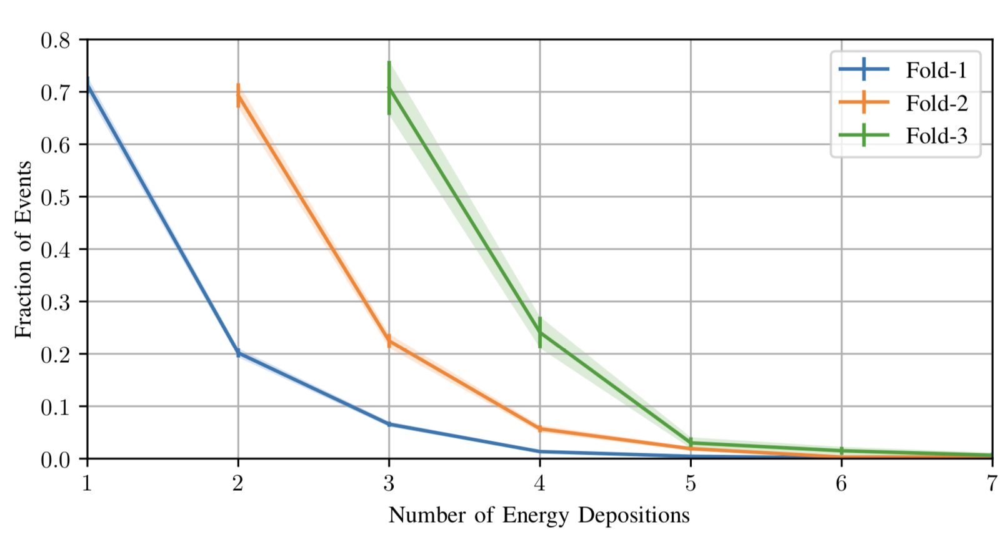 0.8
0.7
0.6
0.5
0.4
0.3
0.2
0.1
0.0
Fraction of Events
Fold-1
Fold-2
Fold-3
1 2 3 4 5 6 7
Number of Energy Depositions